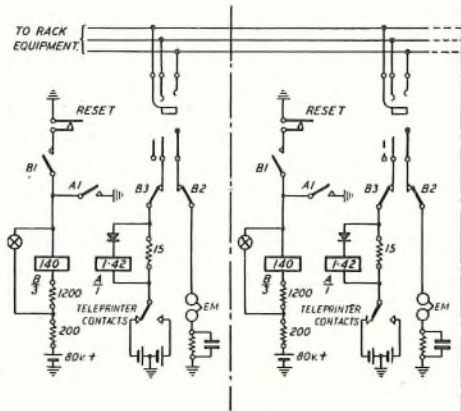 TO RACK
EQUIPMENT.
RESET
B1
A1
B3
B2
15
140
1·42
B
3
A
1
1200
200
TELEPRINTER
CONTACTS
EM
80v. +
RESET
B1
A1
B3
B2
15
140
1·42
B
3
A
1
1200
200
TELEPRINTER
CONTACTS
EM
80v. +